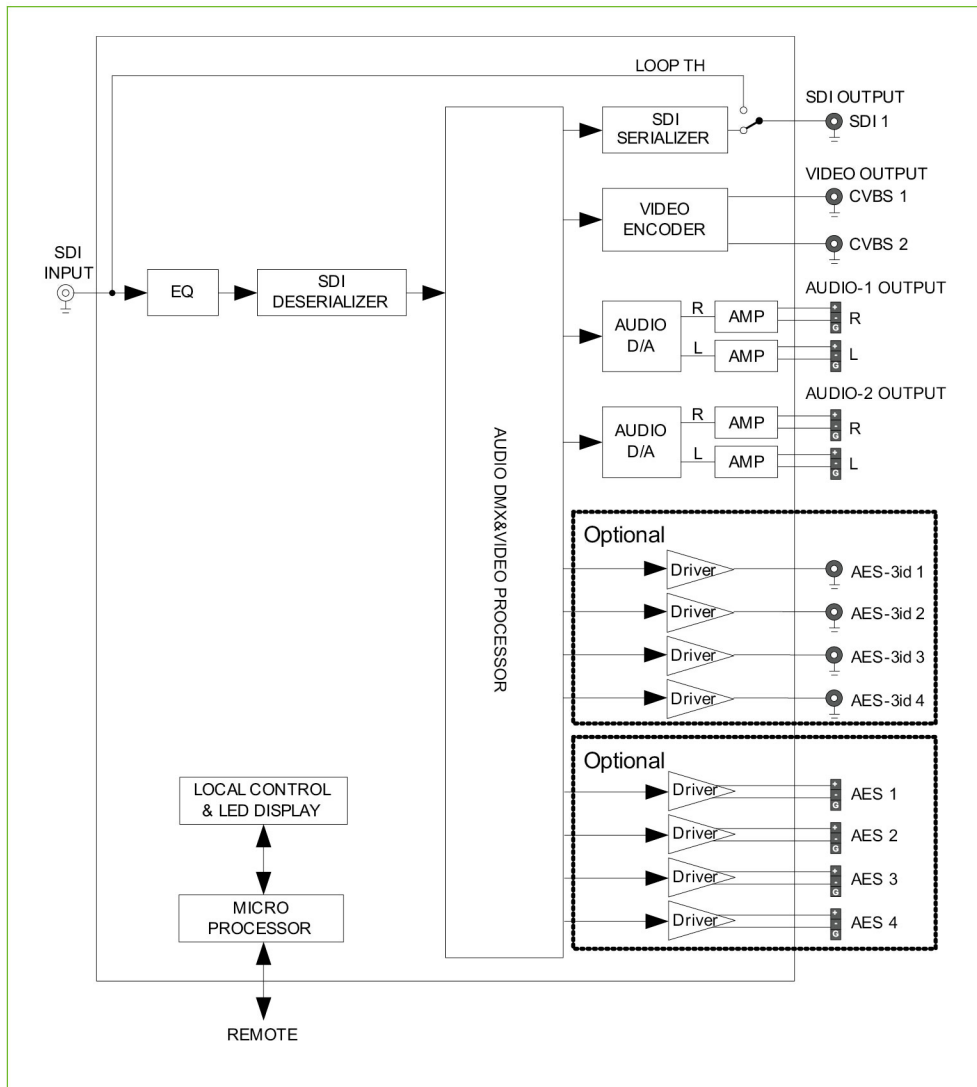 LOOP TH
SDI OUTPUT
SDI
SERIALIZER
SDI 1
VIDEO OUTPUT
VIDEO
ENCODER
CVBS 1
CVBS 2
SDI
INPUT
EQ
SDI
DESERIALIZER
AUDIO DMX&VIDEO PROCESSOR
AUDIO-1 OUTPUT
AUDIO
D/A
R
AMP
+
-
G
R
L
AMP
+
-
G
L
AUDIO-2 OUTPUT
AUDIO
D/A
R
AMP
+
-
G
R
L
AMP
+
-
G
L
Optional
Driver
AES-3id 1
Driver
AES-3id 2
Driver
AES-3id 3
Driver
AES-3id 4
Optional
Driver
+
-
G
AES 1
Driver
+
-
G
AES 2
Driver
+
-
G
AES 3
Driver
+
-
G
AES 4
LOCAL CONTROL
& LED DISPLAY
MICRO
PROCESSOR
REMOTE